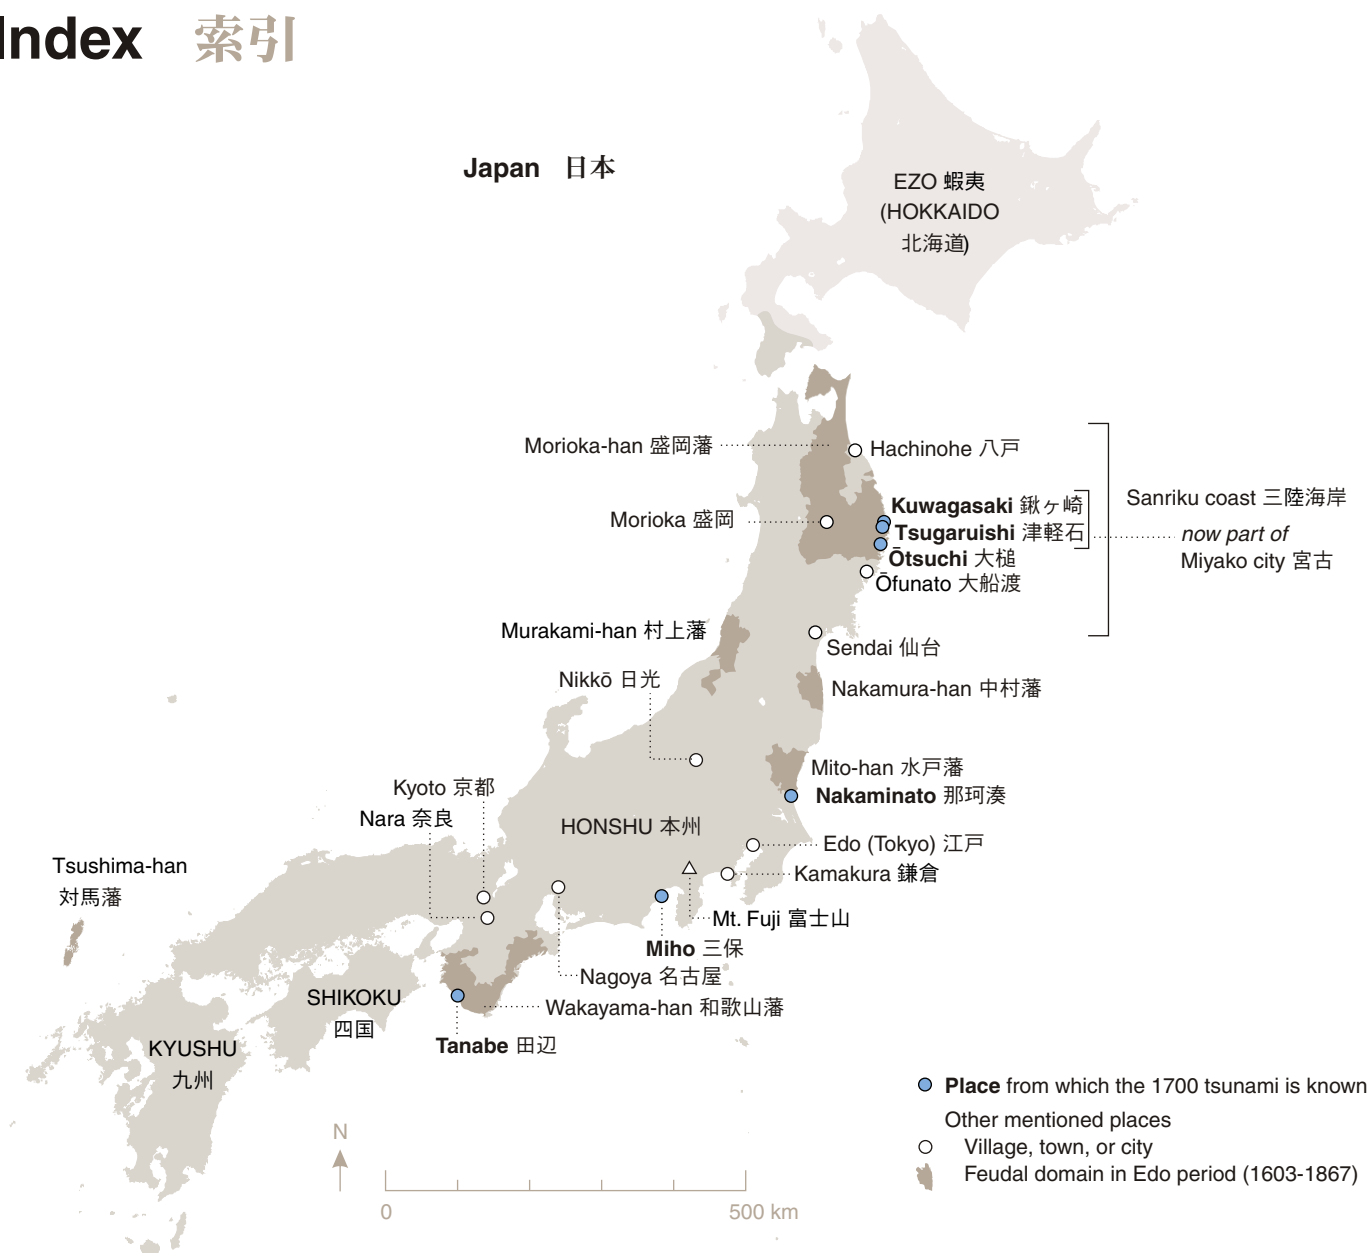 Index 索引
Japan 日本
EZO 蝦夷
(HOKKAIDO
北海道)
Morioka-han 盛岡藩
Hachinohe 八戸
Sanriku coast 三陸海岸
Kuwagasaki 鍬ヶ崎
Morioka 盛岡
Tsugaruishi 津軽石
now part of
Miyako city 宮古
Ōtsuchi 大槌
Ōfunato 大船渡
Murakami-han 村上藩
Sendai 仙台
Nikkō 日光
Nakamura-han 中村藩
Mito-han 水戸藩
Kyoto 京都
Nakaminato 那珂湊
Nara 奈良
HONSHU 本州
Edo (Tokyo) 江戸
Tsushima-han
対馬藩
Kamakura 鎌倉
Mt. Fuji 富士山
Miho 三保
Nagoya 名古屋
SHIKOKU
四国
Wakayama-han 和歌山藩
Tanabe 田辺
KYUSHU
九州
Place from which the 1700 tsunami is known
Other mentioned places
Village, town, or city
Feudal domain in Edo period (1603-1867)
N
0 500 km